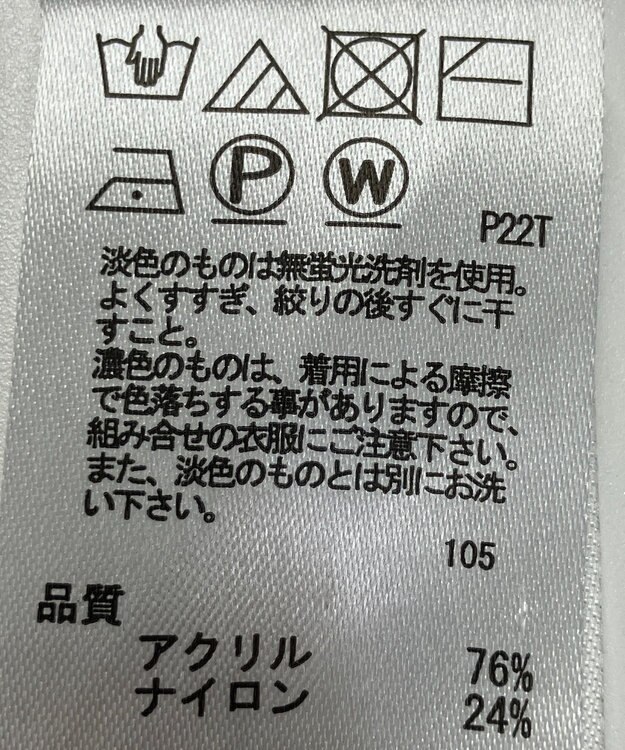 P
W
P22T
淡色のものは無蛍光洗剤を使用。
よくすすぎ、絞りの後すぐに干
すこと。
濃色のものは、着用による摩擦
で色落ちする事がありますので、
組み合せの衣服にご注意下さい。
また、淡色のものとは別にお洗
い下さい。
105
品質
アクリル 76%
ナイロン 24%